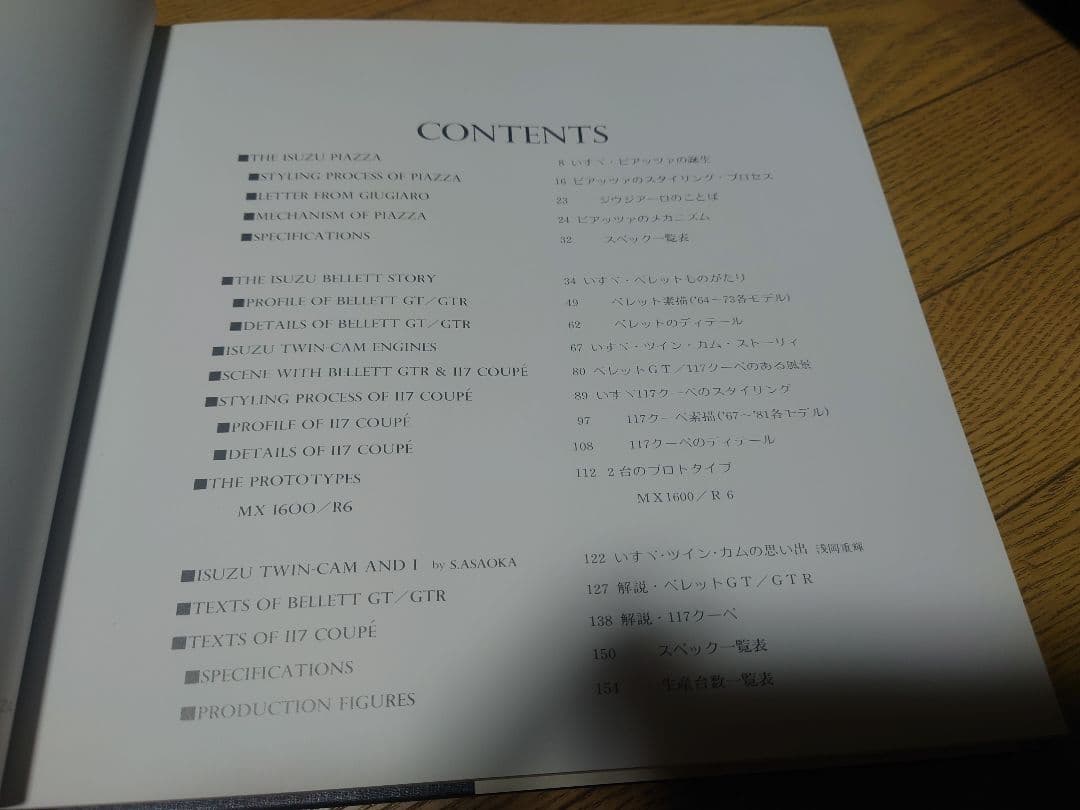 CONTENTS
■THE ISUZU PIAZZA 8 いすゞ・ピアッツァの誕生
■STYLING PROCESS OF PIAZZA 16 ピアッツァのスタイリング・プロセス
■LETTER FROM GIUGIARO 23 ジウジアーロのことば
■MECHANISM OF PIAZZA 24 ピアッツァのメカニズム
■SPECIFICATIONS 32 スペック一覧表
■THE ISUZU BELLETT STORY 34 いすゞ・ベレットものがたり
■PROFILE OF BELLETT GT/GTR 49 ベレット素描('64〜'73各モデル)
■DETAILS OF BELLETT GT/GTR 62 ベレットのディテール
■ISUZU TWIN-CAM ENGINES 67 いすゞ・ツイン・カム・ストーリィ
■SCENE WITH BELLETT GTR & 117 COUPÉ 80 ベレットGT/117クーペのある風景
■STYLING PROCESS OF 117 COUPÉ 89 いすゞ117クーペのスタイリング
■PROFILE OF 117 COUPÉ 97 117クーペ素描('67〜'81各モデル)
■DETAILS OF 117 COUPÉ 108 117クーペのディテール
■THE PROTOTYPES 112 2台のプロトタイプ
MX 1600/R6 MX1600/R6
■ISUZU TWIN-CAM AND I by S.ASAOKA 122 いすゞ・ツイン・カムの思い出 浅岡重輝
■TEXTS OF BELLETT GT/GTR 127 解説・ベレットGT/GTR
■TEXTS OF 117 COUPÉ 138 解説・117クーペ
■SPECIFICATIONS 150 スペック一覧表
■PRODUCTION FIGURES 154 生産台数一覧表